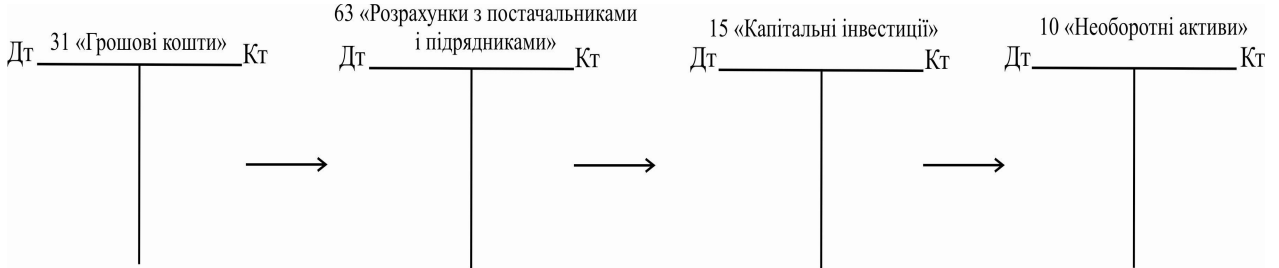 31 «Грошові кошти»
Дт Кт
63 «Розрахунки з постачальниками
і підрядниками»
Дт Кт
15 «Капітальні інвестиції»
Дт Кт
10 «Необоротні активи»
Дт Кт